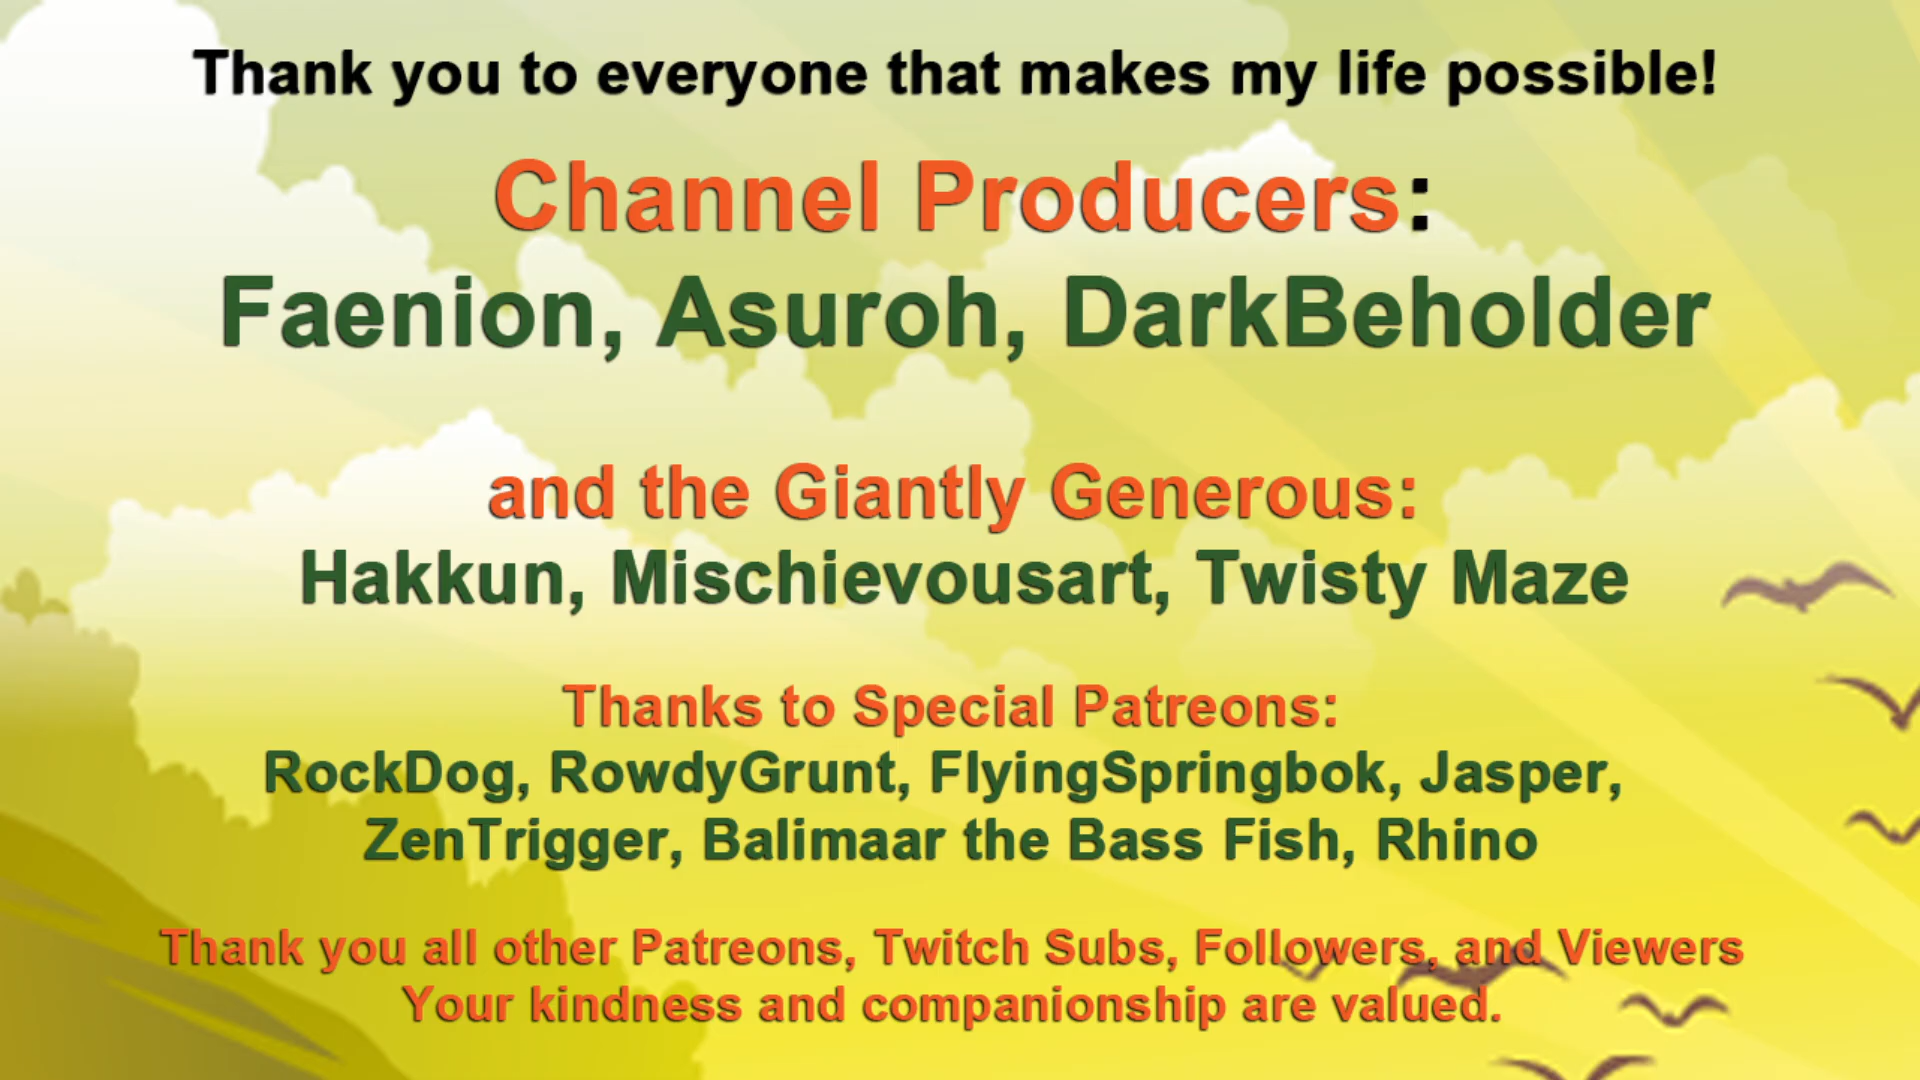 Thank you to everyone that makes my life possible!
Channel Producers:
Faenion, Asuroh, DarkBeholder
and the Giantly Generous:
Hakkun, Mischievousart, Twisty Maze
Thanks to Special Patreons:
RockDog, RowdyGrunt, FlyingSpringbok, Jasper,
ZenTrigger, Balimaar the Bass Fish, Rhino
Thank you all other Patreons, Twitch Subs, Followers, and Viewers
Your kindness and companionship are valued.